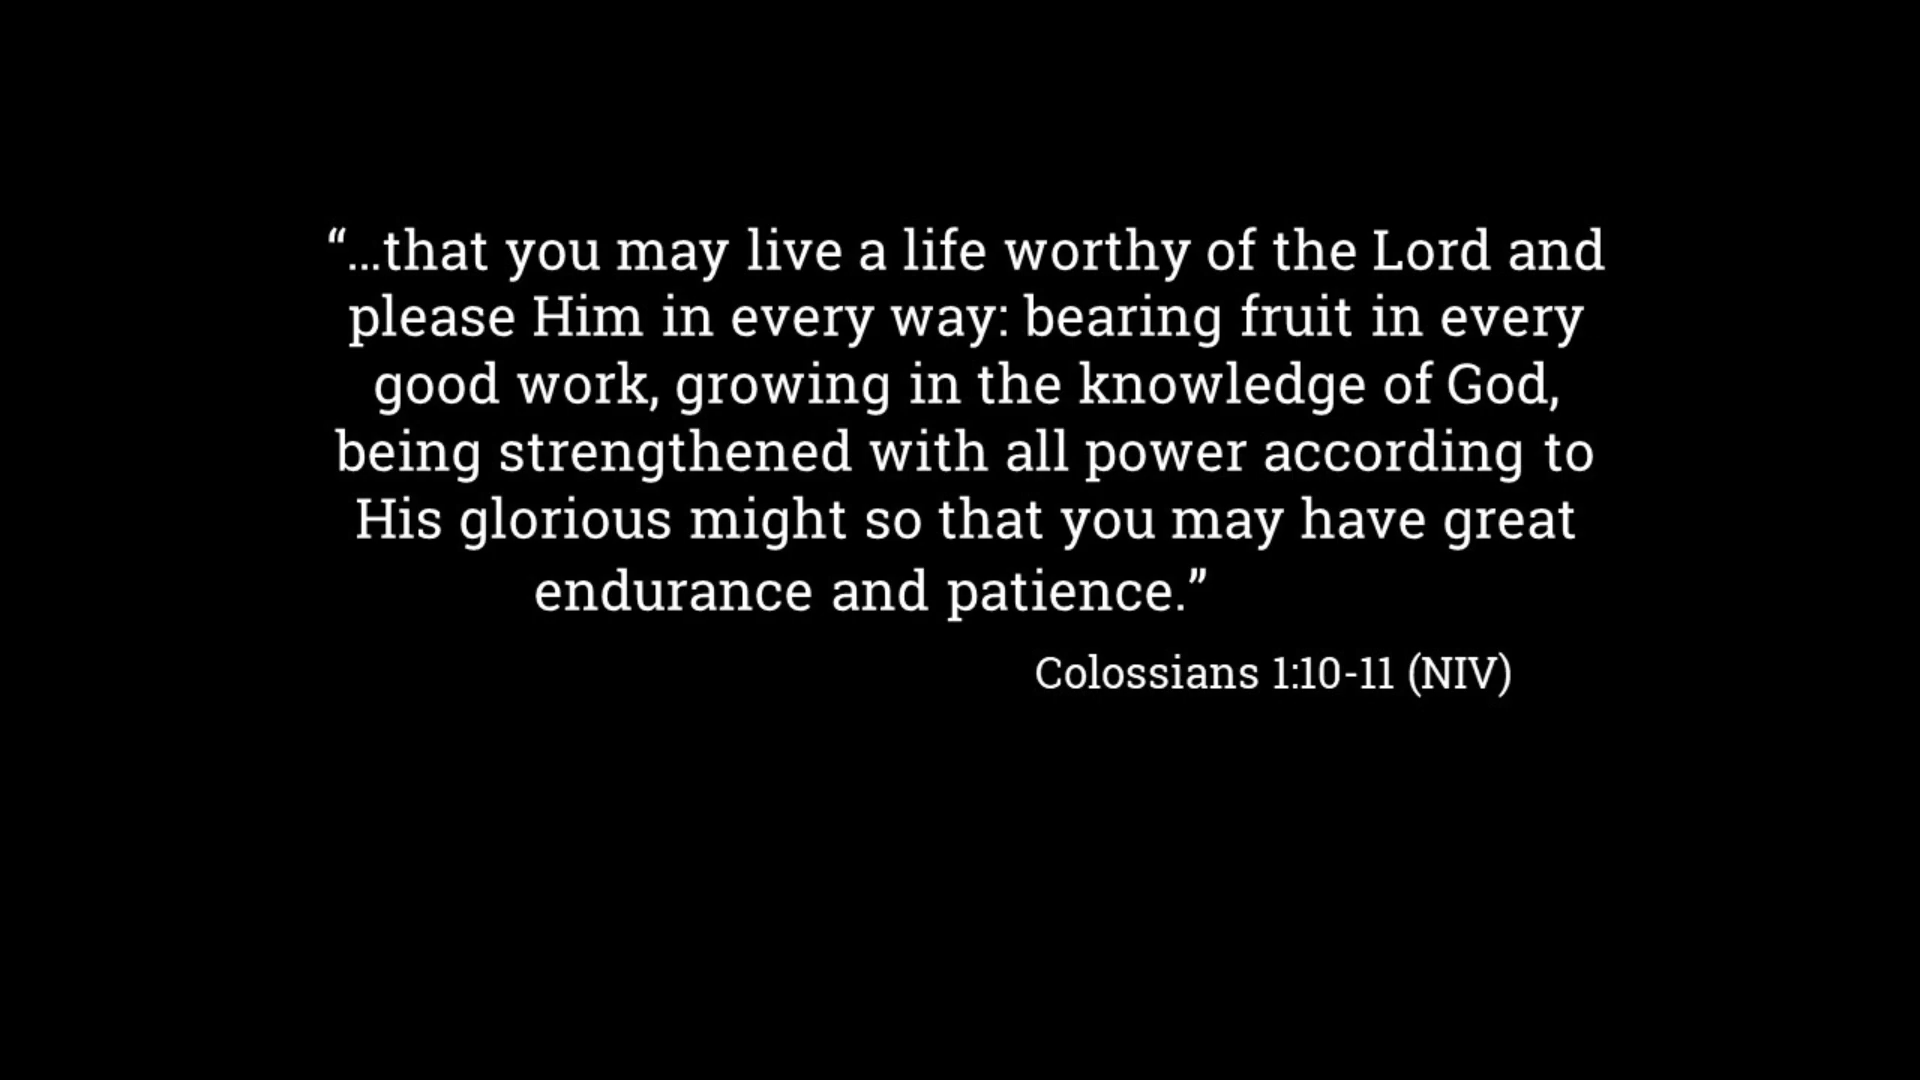 “...that you may live a life worthy of the Lord and
please Him in every way: bearing fruit in every
good work, growing in the knowledge of God,
being strengthened with all power according to
His glorious might so that you may have great
endurance and patience.”
Colossians 1:10-11 (NIV)